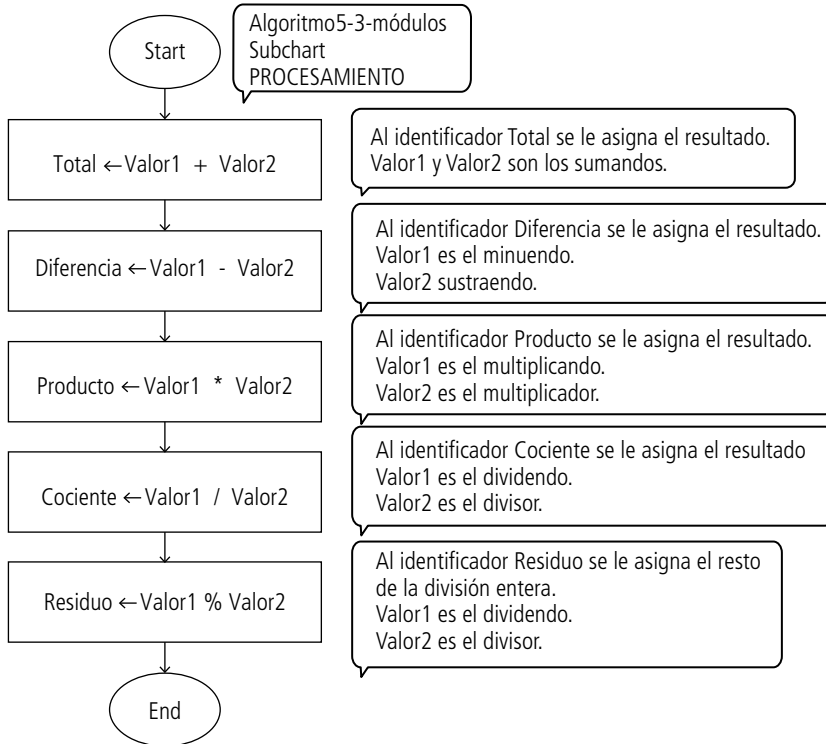 Start
Algoritmo5-3-módulos
Subchart
PROCESAMIENTO
Total ←Valor1 + Valor2
Al identificador Total se le asigna el resultado.
Valor1 y Valor2 son los sumandos.
Diferencia ←Valor1 - Valor2
Al identificador Diferencia se le asigna el resultado.
Valor1 es el minuendo.
Valor2 sustraendo.
Producto ←Valor1 * Valor2
Al identificador Producto se le asigna el resultado.
Valor1 es el multiplicando.
Valor2 es el multiplicador.
Cociente ←Valor1 / Valor2
Al identificador Cociente se le asigna el resultado
Valor1 es el dividendo.
Valor2 es el divisor.
Residuo ←Valor1 % Valor2
Al identificador Residuo se le asigna el resto
de la división entera.
Valor1 es el dividendo.
Valor2 es el divisor.
End